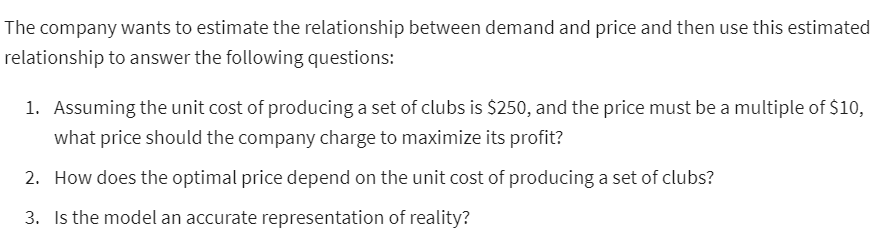 The company wants to estimate the relationship between demand and price and then use this estimated
relationship to answer the following questions:
1. Assuming the unit cost of producing a set of clubs is $250, and the price must be a multiple of $10,
what price should the company charge to maximize its profit?
2. How does the optimal price depend on the unit cost of producing a set of clubs?
3. Is the model an accurate representation of reality?